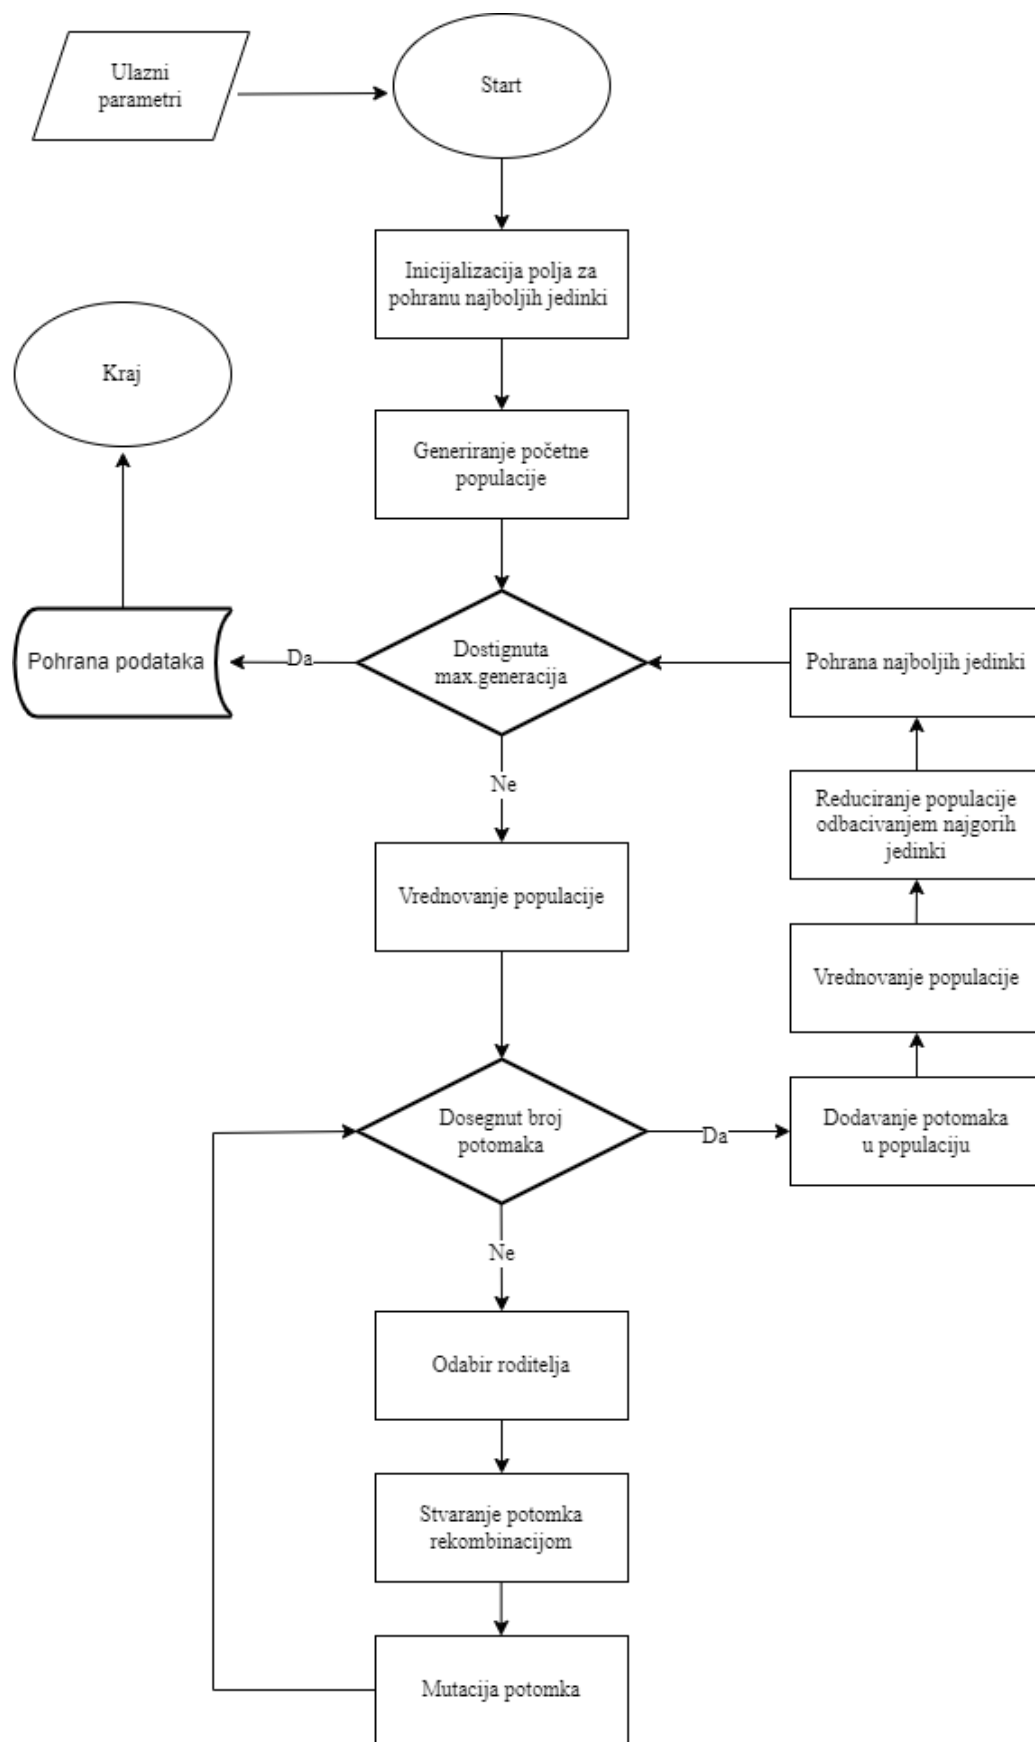 Ulazni
parametri
Start
Inicijalizacija polja za
pohranu najboljih jedinki
Kraj
Generiranje početne
populacije
Pohrana podataka
Da
Dostignuta
max.generacija
Pohrana najboljih jedinki
Ne
Reduciranje populacije
odbacivanjem najgorih
jedinki
Vrednovanje populacije
Vrednovanje populacije
Dosegnut broj
potomaka
Da
Dodavanje potomaka
u populaciju
Ne
Odabir roditelja
Stvaranje potomka
rekombinacijom
Mutacija potomka